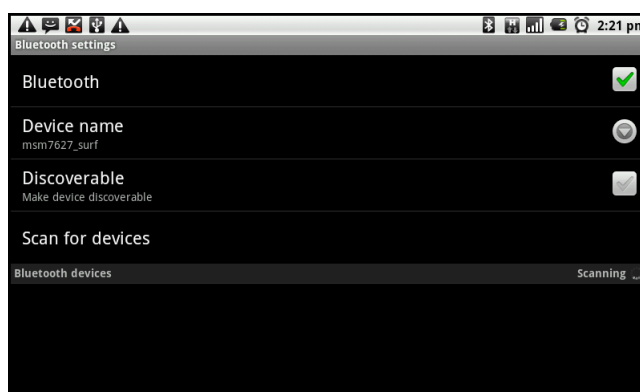 2:21 pm
Bluetooth settings
Bluetooth
Device name
msm7627_surf
Discoverable
Make device discoverable
Scan for devices
Bluetooth devices Scanning